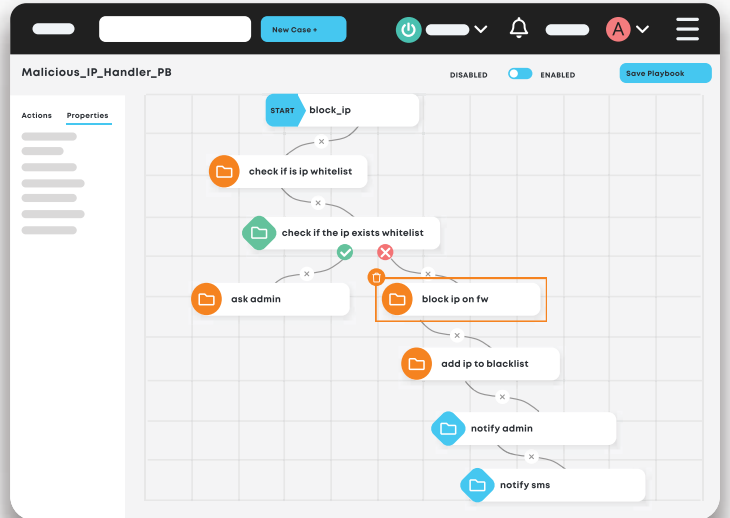 New Case +
A
Malicious_IP_Handler_PB
DISABLED
ENABLED
Save Playbook
Actions
Properties
START
block_ip
check if is ip whitelist
check if the ip exists whitelist
ask admin
block ip on fw
add ip to blacklist
notify admin
notify sms